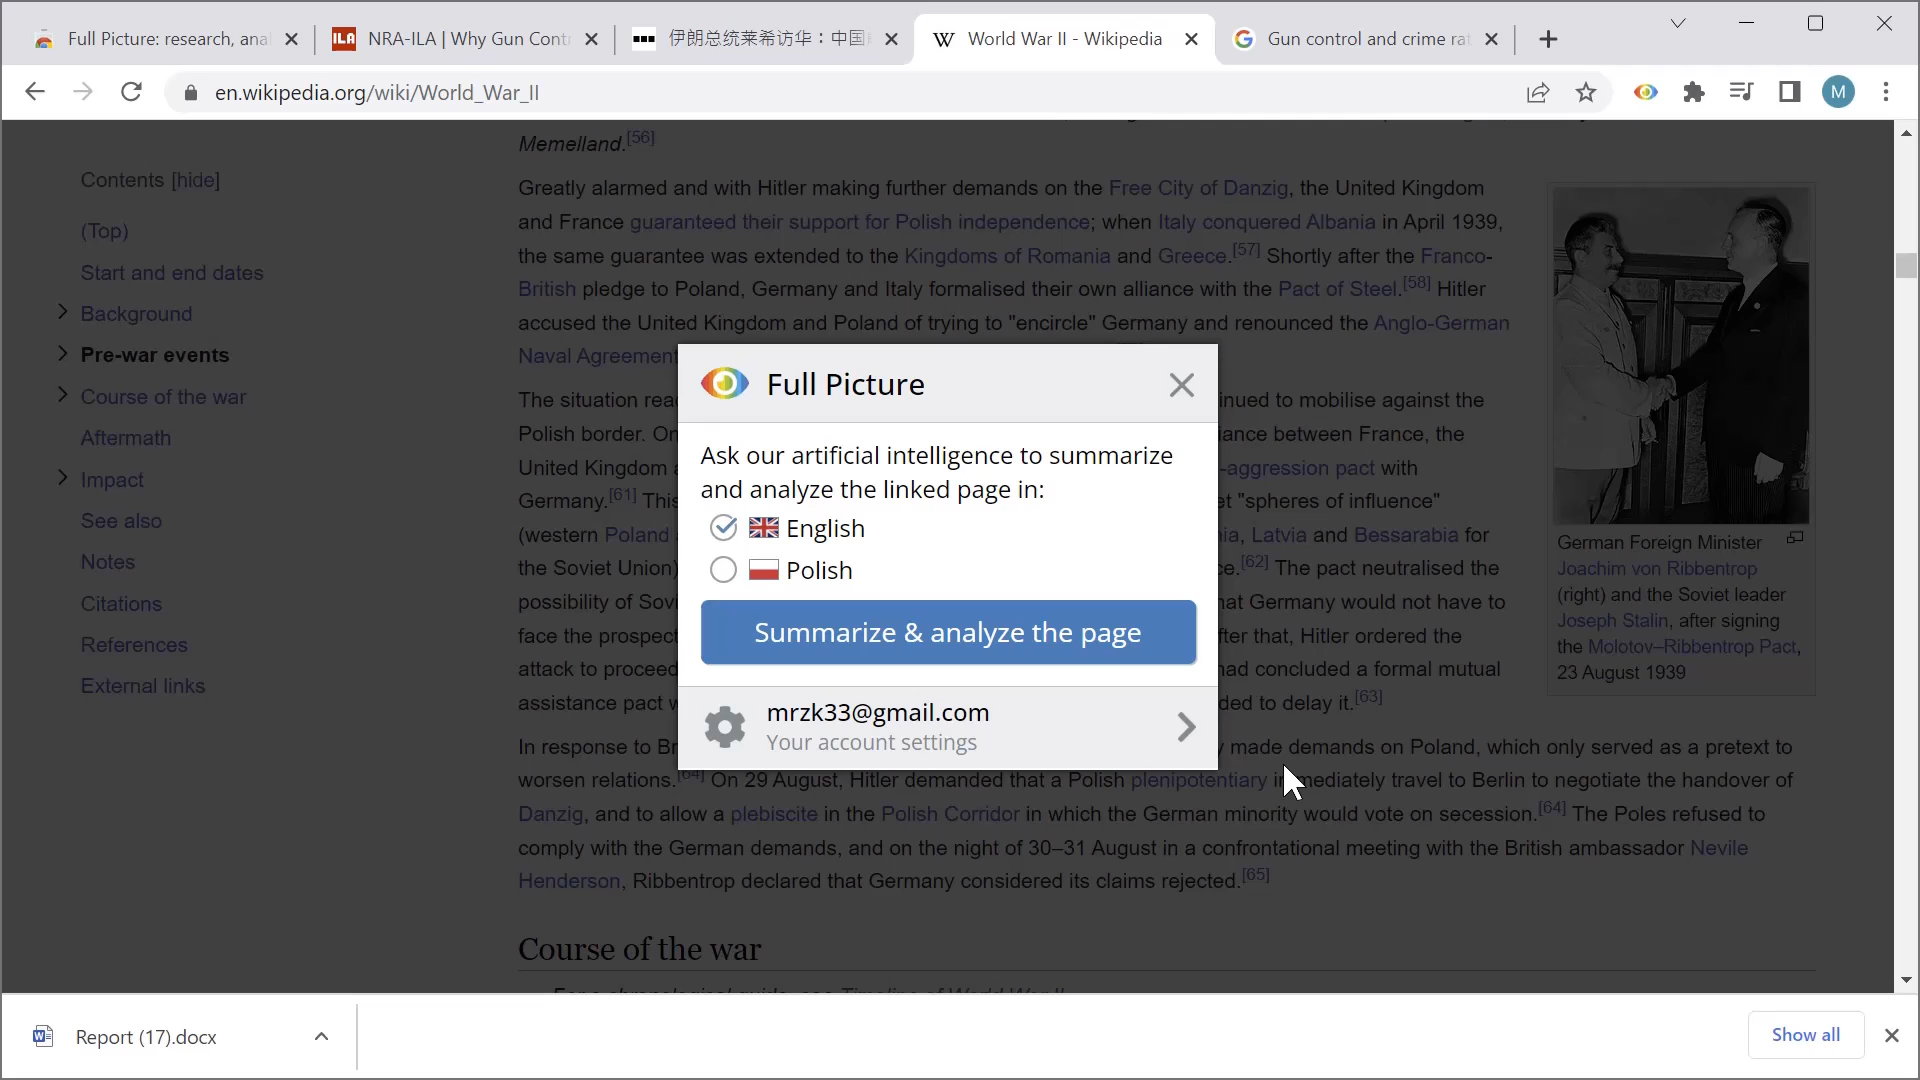 Full Picture: research, ana
NRA-ILA | Why Gun Cont
伊朗总统莱希访华：中国
World War II - Wikipedia
Gun control and crime rat
en.wikipedia.org/wiki/World_War_II
M
Memelland.[56]
Contents [hide]
(Top)
Start and end dates
Background
Pre-war events
Course of the war
Aftermath
Impact
See also
Notes
Citations
References
External links
Greatly alarmed and with Hitler making further demands on the Free City of Danzig, the United Kingdom
and France guaranteed their support for Polish independence; when Italy conquered Albania in April 1939,
the same guarantee was extended to the Kingdoms of Romania and Greece.[57] Shortly after the Franco-
British pledge to Poland, Germany and Italy formalised their own alliance with the Pact of Steel.[58] Hitler
accused the United Kingdom and Poland of trying to "encircle" Germany and renounced the Anglo-German
Naval Agreement
The situation rea
inued to mobilise against the
Polish border. On
iance between France, the
United Kingdom
-aggression pact with
Germany.[61] This
et "spheres of influence"
(western Poland
ia, Latvia and Bessarabia for
the Soviet Union)
ce.[62] The pact neutralised the
possibility of Sovi
hat Germany would not have to
face the prospect
fter that, Hitler ordered the
attack to proceed
had concluded a formal mutual
assistance pact w
ded to delay it.[63]
In response to Br
y made demands on Poland, which only served as a pretext to
worsen relations.[64] On 29 August, Hitler demanded that a Polish plenipotentiary immediately travel to Berlin to negotiate the handover of
Danzig, and to allow a plebiscite in the Polish Corridor in which the German minority would vote on secession.[64] The Poles refused to
comply with the German demands, and on the night of 30–31 August in a confrontational meeting with the British ambassador Nevile
Henderson, Ribbentrop declared that Germany considered its claims rejected.[65]
Course of the war
German Foreign Minister
Joachim von Ribbentrop
(right) and the Soviet leader
Joseph Stalin, after signing
the Molotov–Ribbentrop Pact,
23 August 1939
Full Picture
Ask our artificial intelligence to summarize
and analyze the linked page in:
English
Polish
Summarize & analyze the page
mrzk33@gmail.com
Your account settings
Report (17).docx
Show all